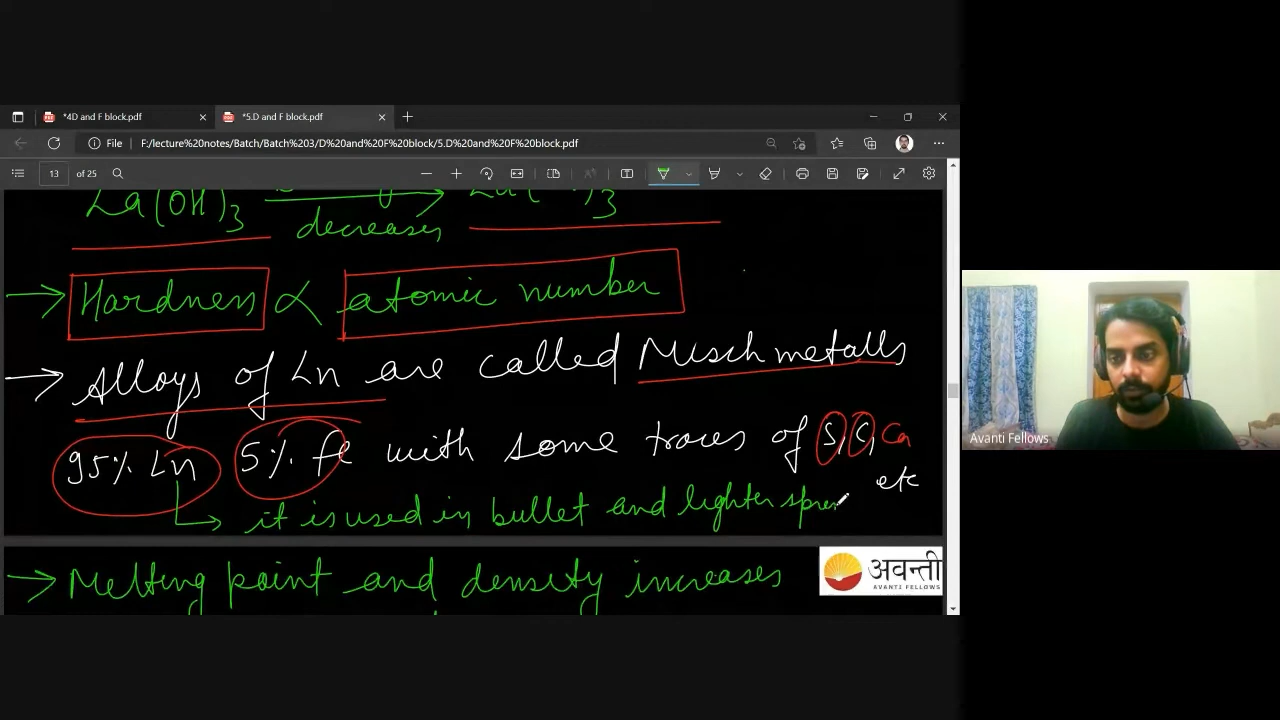 *4D and F block.pdf
*5.D and F block.pdf
File F:/lecture%20notes/Batch/Batch%203/D%20and%20F%20block/5.D%20and%20F%20block.pdf
13 of 25
La(OH)3 decreases
→ Hardness ∝ atomic number
→ Alloys of Ln are called Misch metalls
95% Ln 5% Fe with some traces of S, C, Ca
etc
it is used in bullet and lighter
→ Melting point and density increases
अवन्ती
AVANTI FELLOWS
Avanti Fellows